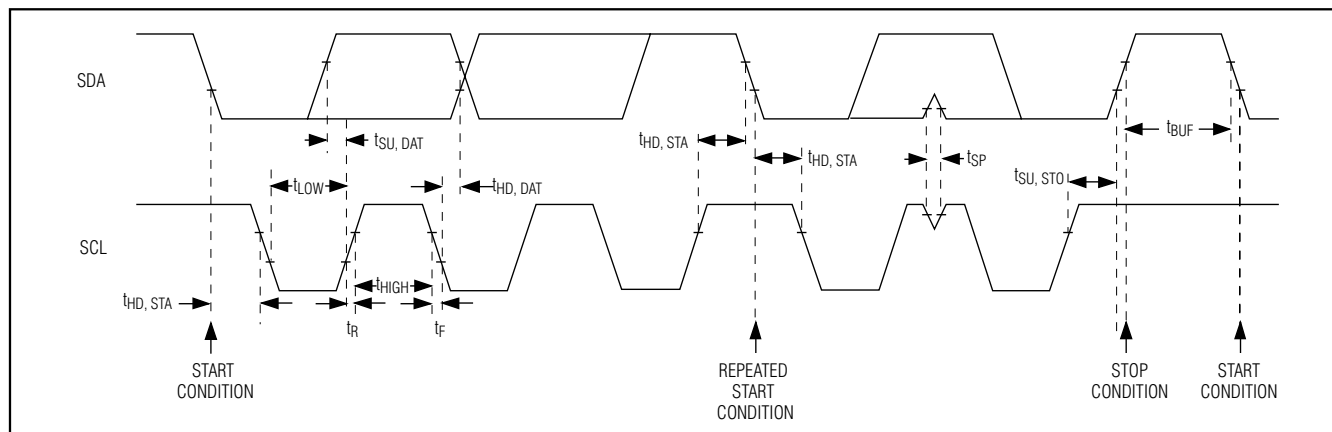 SDA
tSU, DAT
tHD, STA
tHD, STA
tSP
tBUF
tLOW
tHD, DAT
tSU, STO
SCL
tHD, STA
tHIGH
tR
tF
START
CONDITION
REPEATED
START
CONDITION
STOP
CONDITION
START
CONDITION